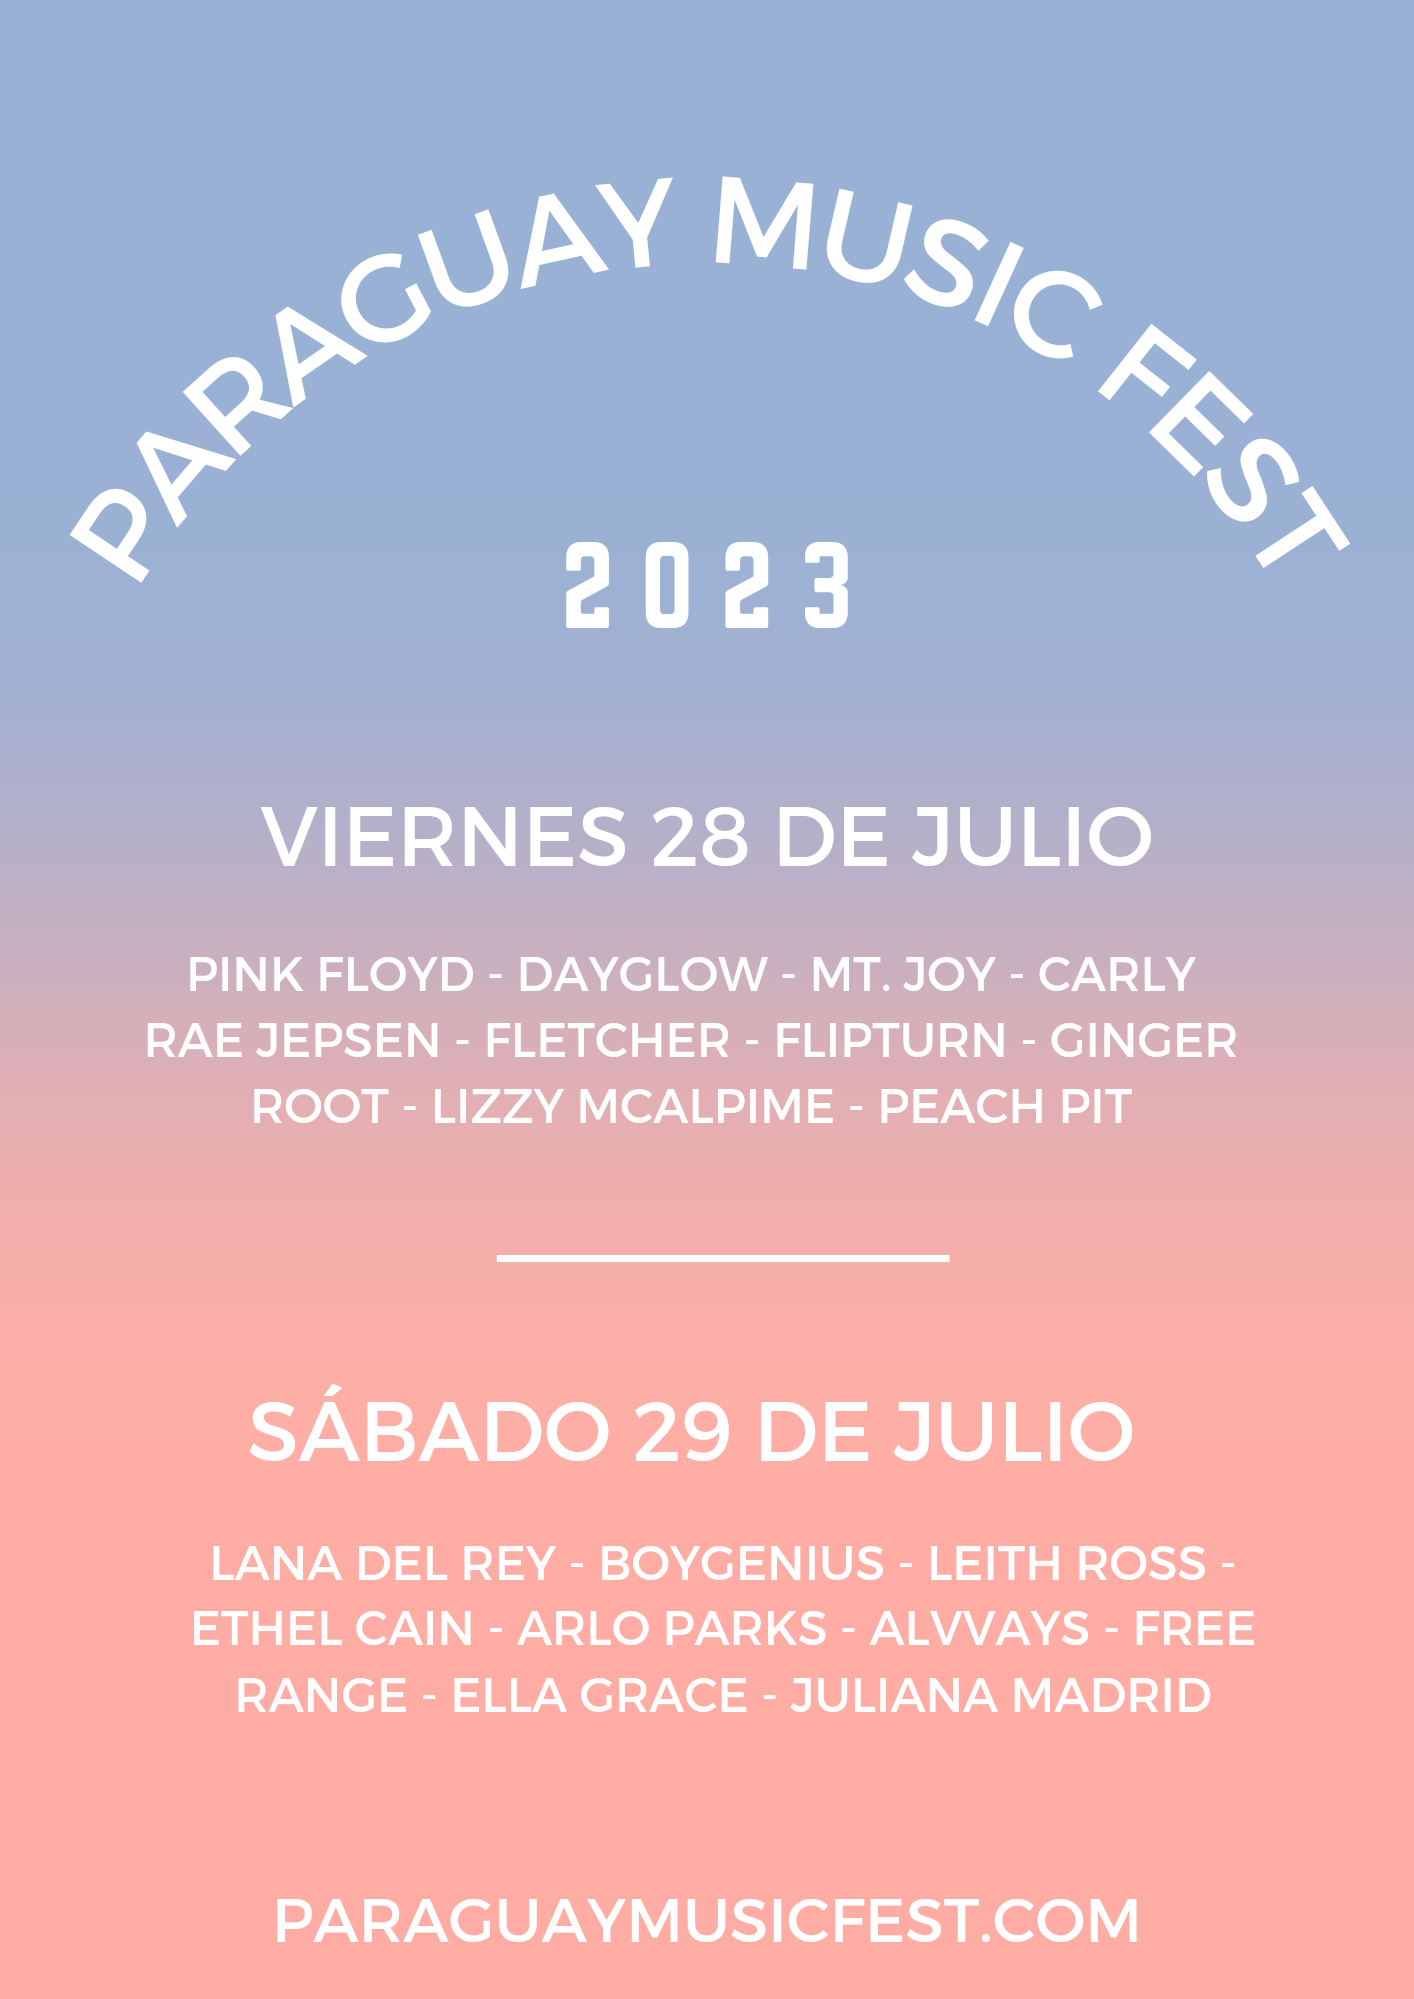 PARAGUAY MUSIC FEST
2023
VIERNES 28 DE JULIO
PINK FLOYD - DAYGLOW - MT. JOY - CARLY
RAE JEPSEN - FLETCHER - FLIPTURN - GINGER
ROOT - LIZZY MCALPIME - PEACH PIT
SÁBADO 29 DE JULIO
LANA DEL REY - BOYGENIUS - LEITH ROSS -
ETHEL CAIN - ARLO PARKS - ALVVAYS - FREE
RANGE - ELLA GRACE - JULIANA MADRID
PARAGUAYMUSICFEST.COM